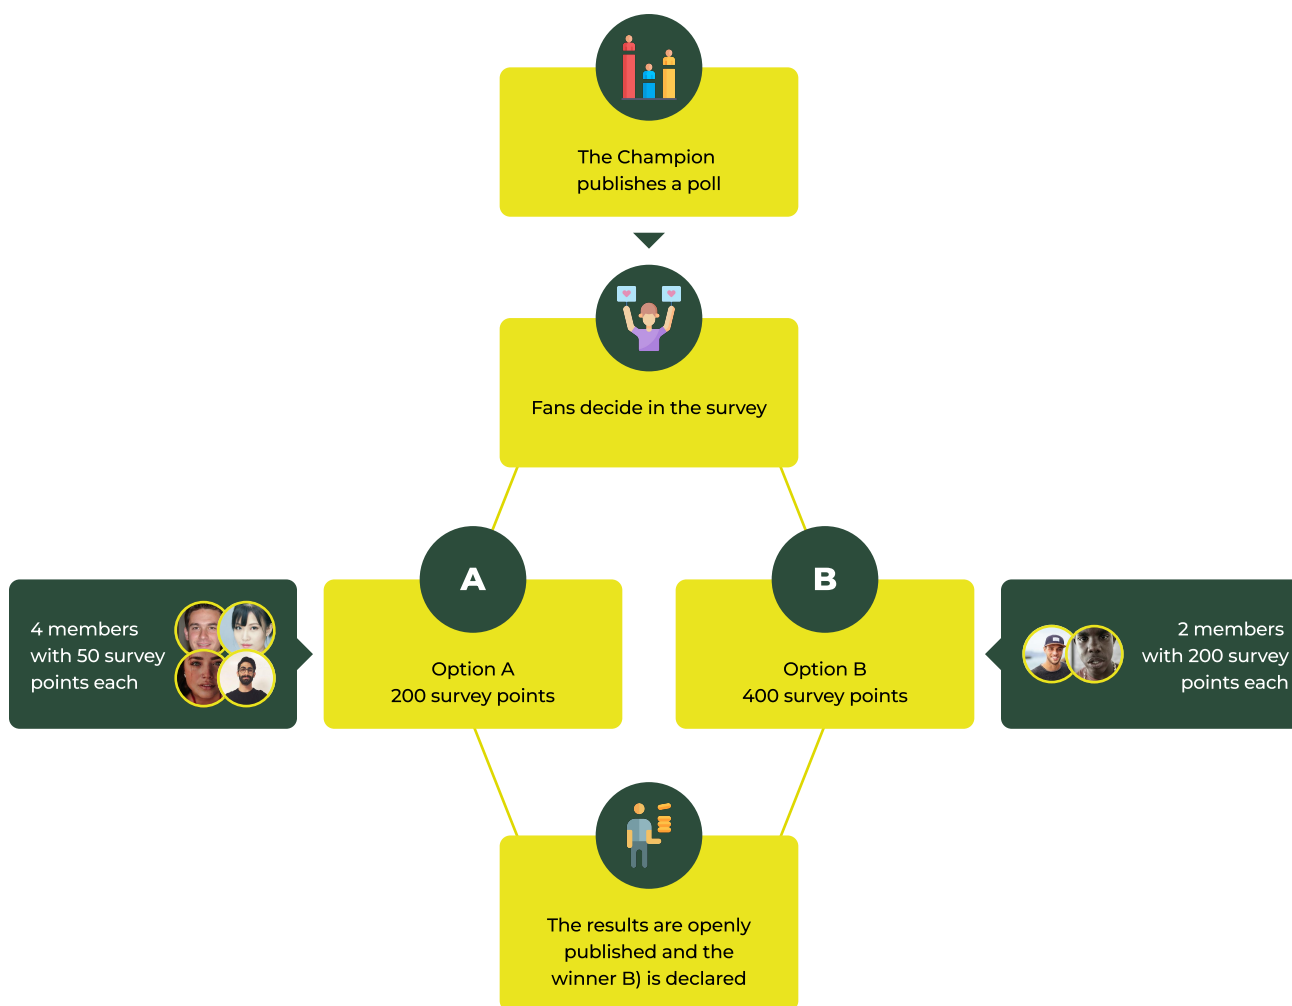 The Champion
publishes a poll
Fans decide in the survey
A
B
4 members
with 50 survey
points each
Option A
200 survey points
Option B
400 survey points
2 members
with 200 survey
points each
The results are openly
published and the
winner B) is declared